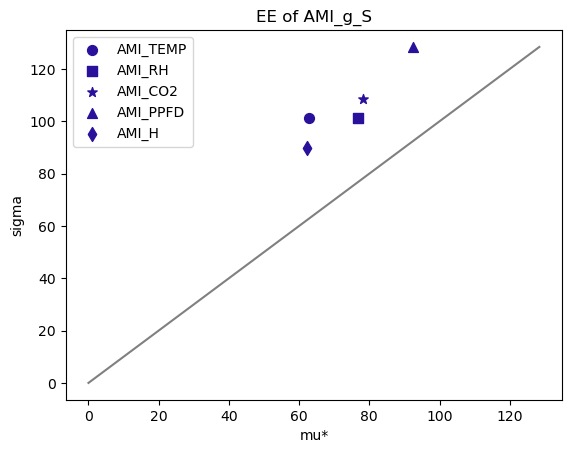 EE of AMI_g_S
AMI_TEMP
AMI_RH
AMI_CO2
AMI_PPFD
AMI_H
sigma
120
100
80
60
40
20
0
0 20 40 60 80 100 120
mu*